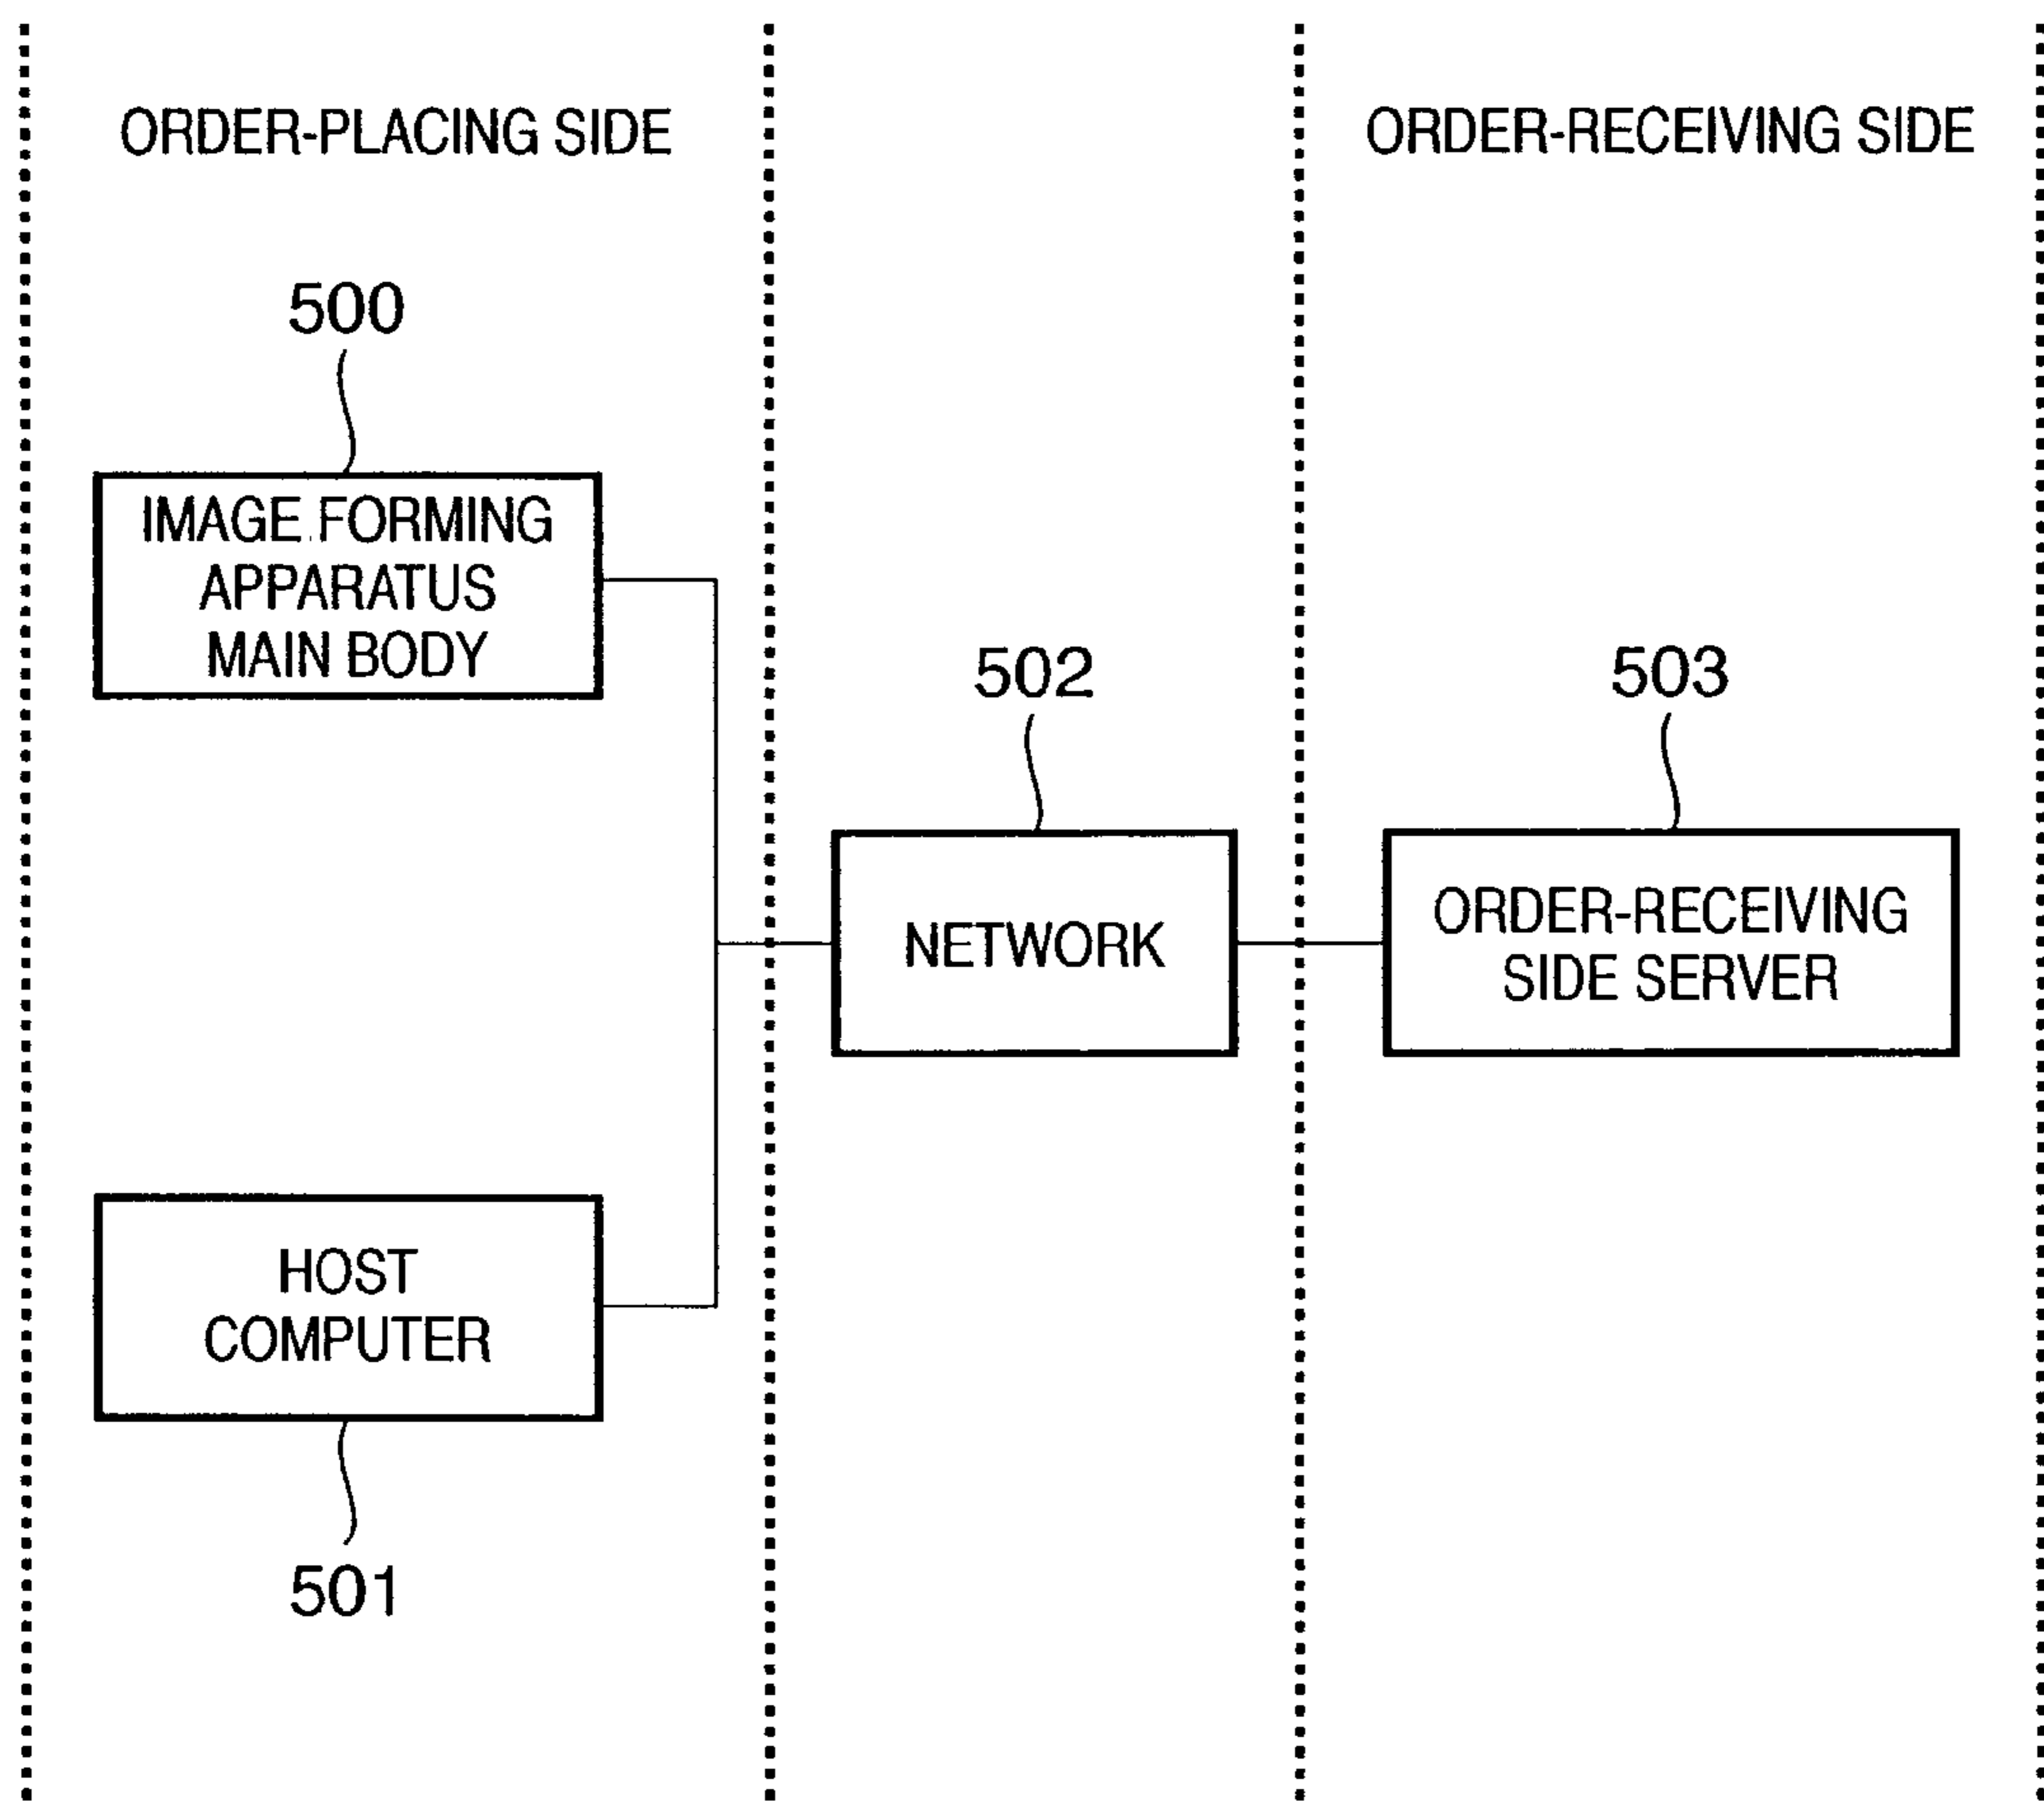 ORDER-PLACING SIDE
ORDER-RECEIVING SIDE
500
IMAGE FORMING
APPARATUS
MAIN BODY
502
NETWORK
503
ORDER-RECEIVING
SIDE SERVER
HOST
COMPUTER
501